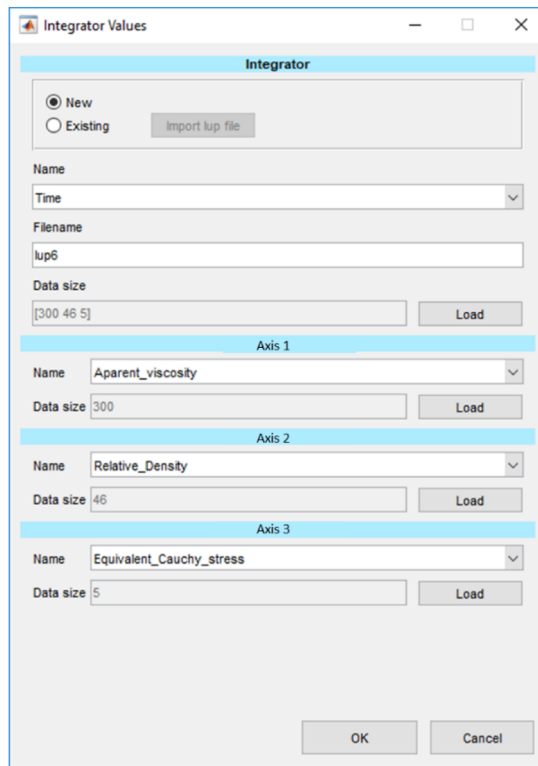 Integrator Values
Integrator
New
Existing
Import lup file
Name
Time
Filename
lup6
Data size
[300 46 5]
Load
Axis 1
Name
Aparent_viscosity
Data size
300
Load
Axis 2
Name
Relative_Density
Data size
46
Load
Axis 3
Name
Equivalent_Cauchy_stress
Data size
5
Load
OK
Cancel